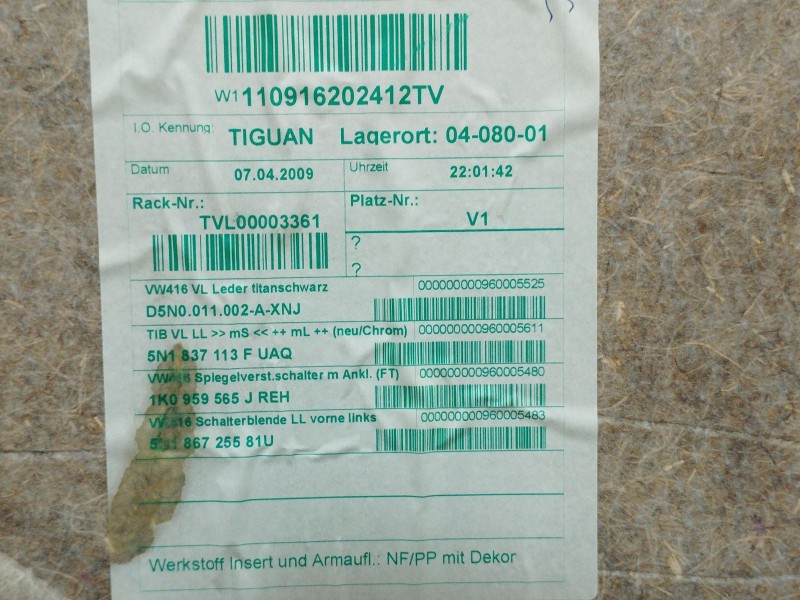 W1 110916202412TV
I.O. Kennung: TIGUAN Lagerort: 04-080-01
Datum 07.04.2009 Uhrzeit 22:01:42
Rack-Nr.: Platz-Nr.:
TVL00003361 V1
?
?
VW416 VL Leder titanschwarz 000000000960005525
D5N0.011.002-A-XNJ
TIB VL LL >> mS << ++ mL ++ (neu/Chrom) 000000000960005611
5N1 837 113 F UAQ
VW416 Spiegelverst.schalter m Ankl. (FT) 000000000960005480
1K0 959 565 J REH
VW416 Schalterblende LL vorne links 000000000960005483
867 255 81U
Werkstoff Insert und Armaufl.: NF/PP mit Dekor